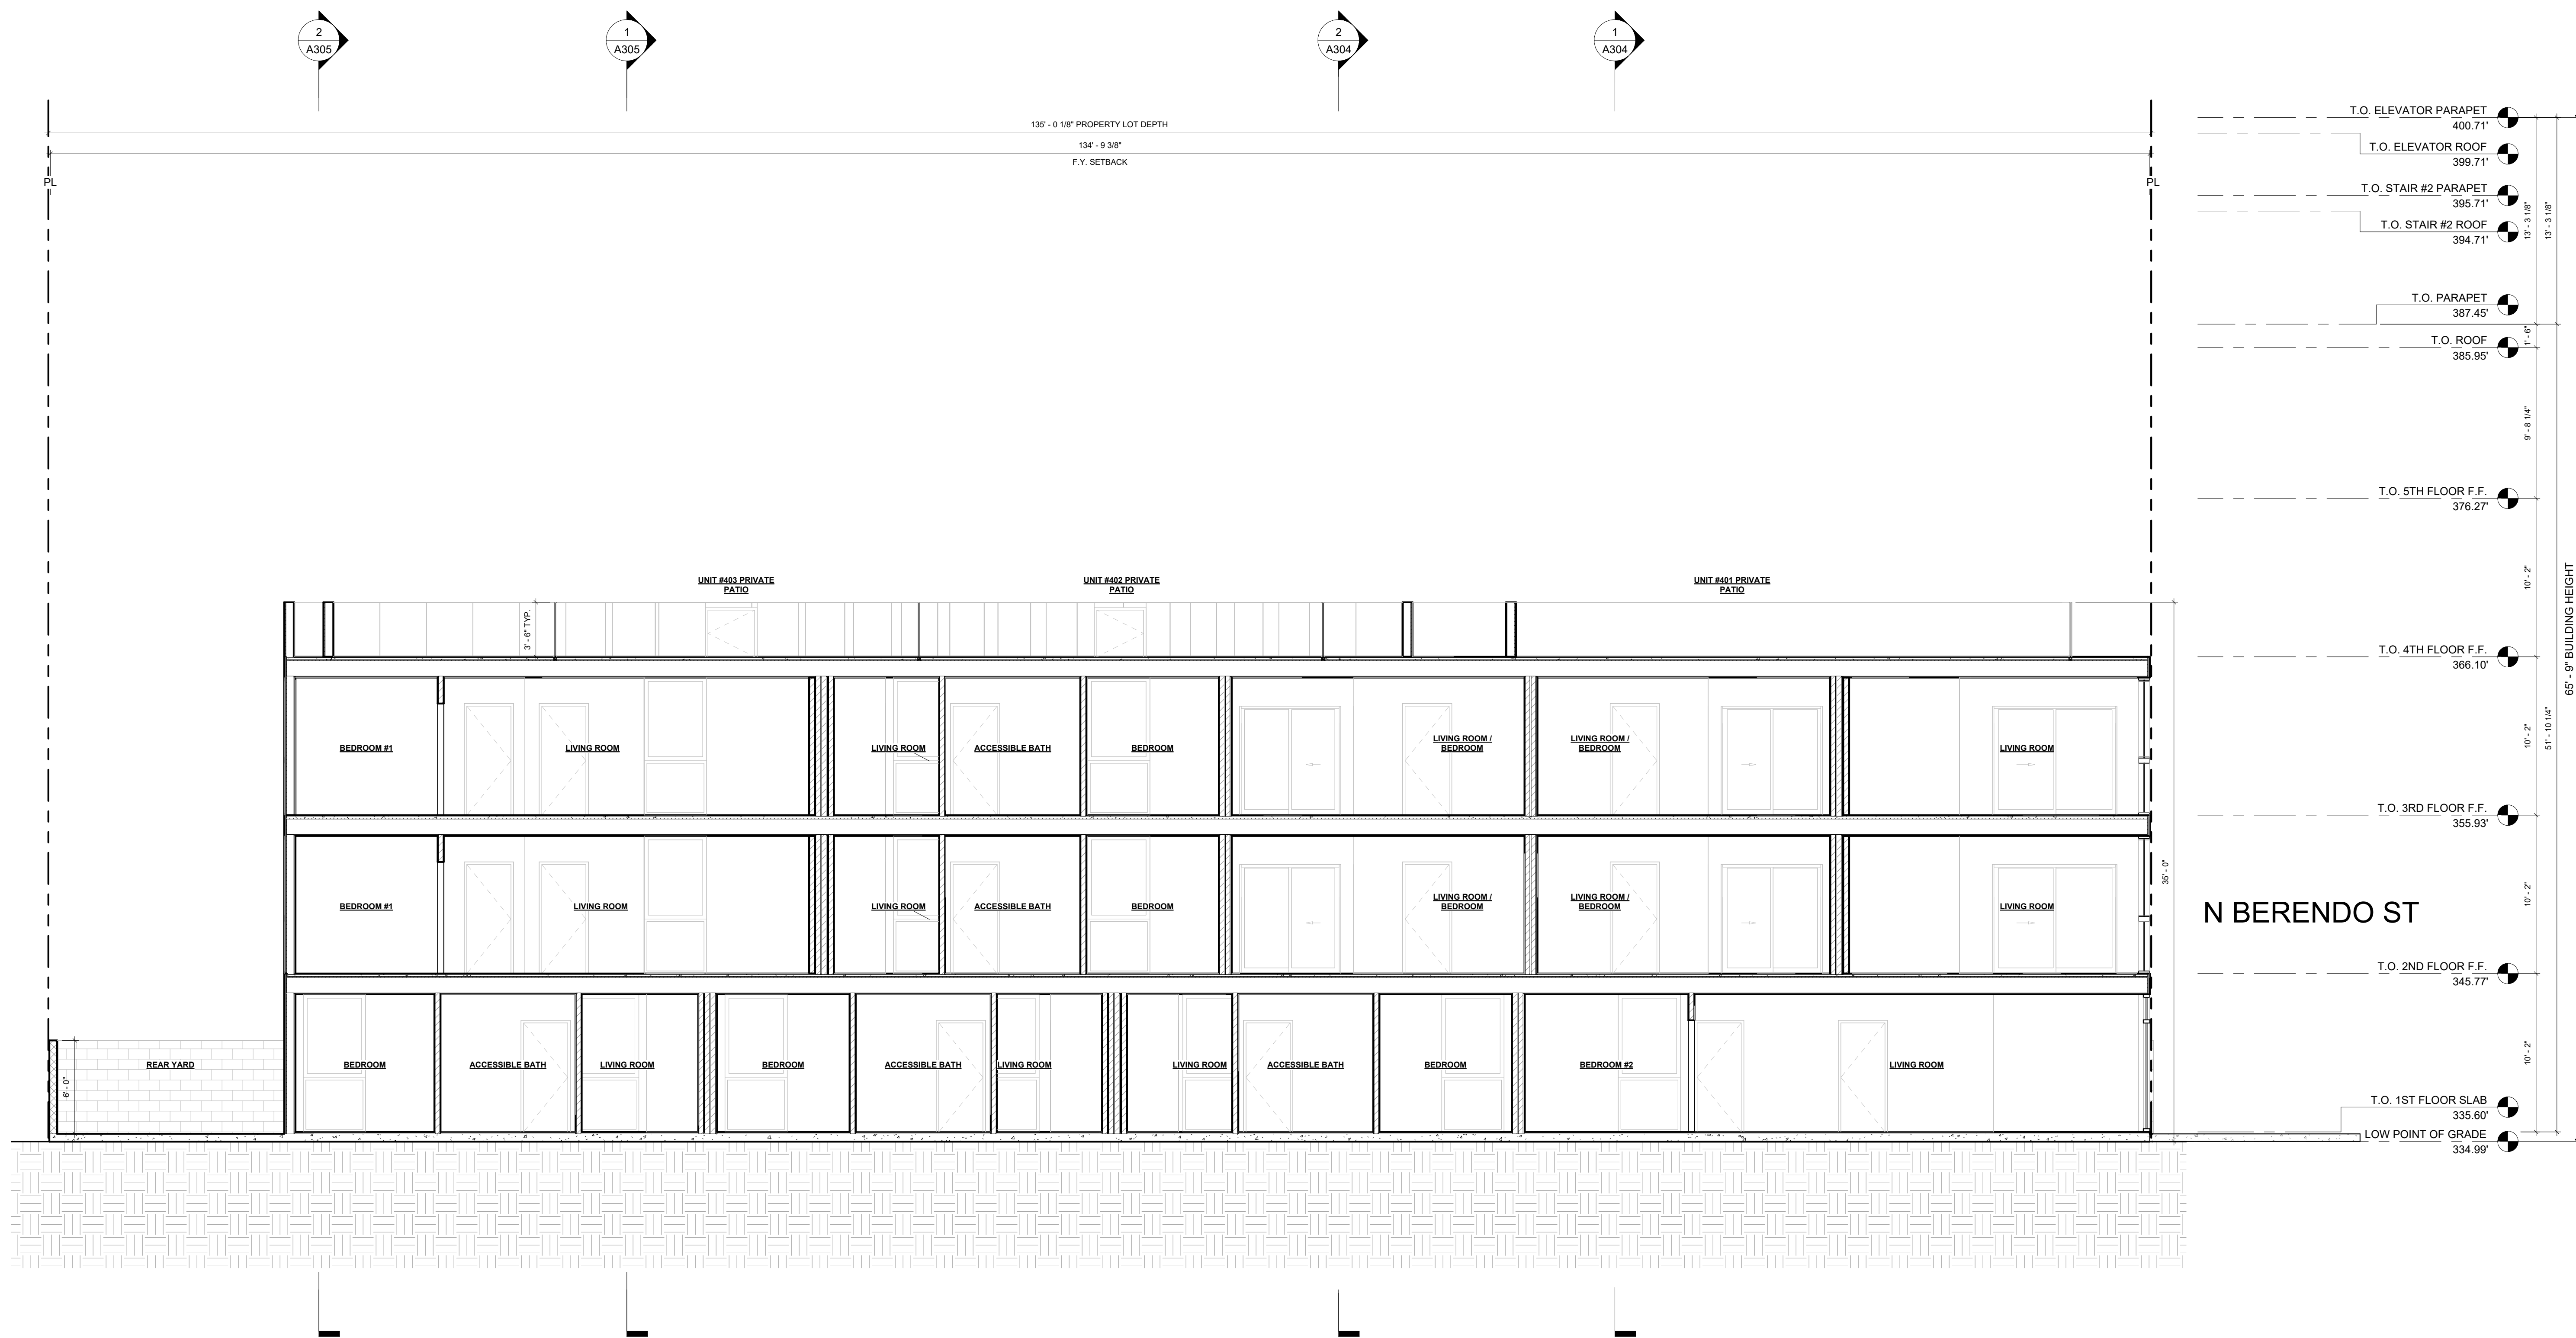 2
A305
1
A305
2
A304
1
A304
135' - 0 1/8" PROPERTY LOT DEPTH
134' - 9 3/8"
F.Y. SETBACK
PL
PL
T.O. ELEVATOR PARAPET
400.71'
T.O. ELEVATOR ROOF
399.71'
T.O. STAIR #2 PARAPET
395.71'
T.O. STAIR #2 ROOF
394.71'
13' - 3 1/8"
13' - 3 1/8"
T.O. PARAPET
387.45'
1' - 6"
T.O. ROOF
385.95'
9' - 8 1/4"
T.O. 5TH FLOOR F.F.
376.27'
10' - 2"
65' - 9" BUILDING HEIGHT
UNIT #403 PRIVATE
PATIO
UNIT #402 PRIVATE
PATIO
UNIT #401 PRIVATE
PATIO
3' - 6" TYP.
T.O. 4TH FLOOR F.F.
366.10'
10' - 2"
51' - 10 1/4"
BEDROOM #1
LIVING ROOM
LIVING ROOM
ACCESSIBLE BATH
BEDROOM
LIVING ROOM /
BEDROOM
LIVING ROOM /
BEDROOM
LIVING ROOM
T.O. 3RD FLOOR F.F.
355.93'
35' - 0"
10' - 2"
BEDROOM #1
LIVING ROOM
LIVING ROOM
ACCESSIBLE BATH
BEDROOM
LIVING ROOM /
BEDROOM
LIVING ROOM /
BEDROOM
LIVING ROOM
N BERENDO ST
T.O. 2ND FLOOR F.F.
345.77'
10' - 2"
6' - 0"
REAR YARD
BEDROOM
ACCESSIBLE BATH
LIVING ROOM
BEDROOM
ACCESSIBLE BATH
LIVING ROOM
LIVING ROOM
ACCESSIBLE BATH
BEDROOM
BEDROOM #2
LIVING ROOM
T.O. 1ST FLOOR SLAB
335.60'
LOW POINT OF GRADE
334.99'